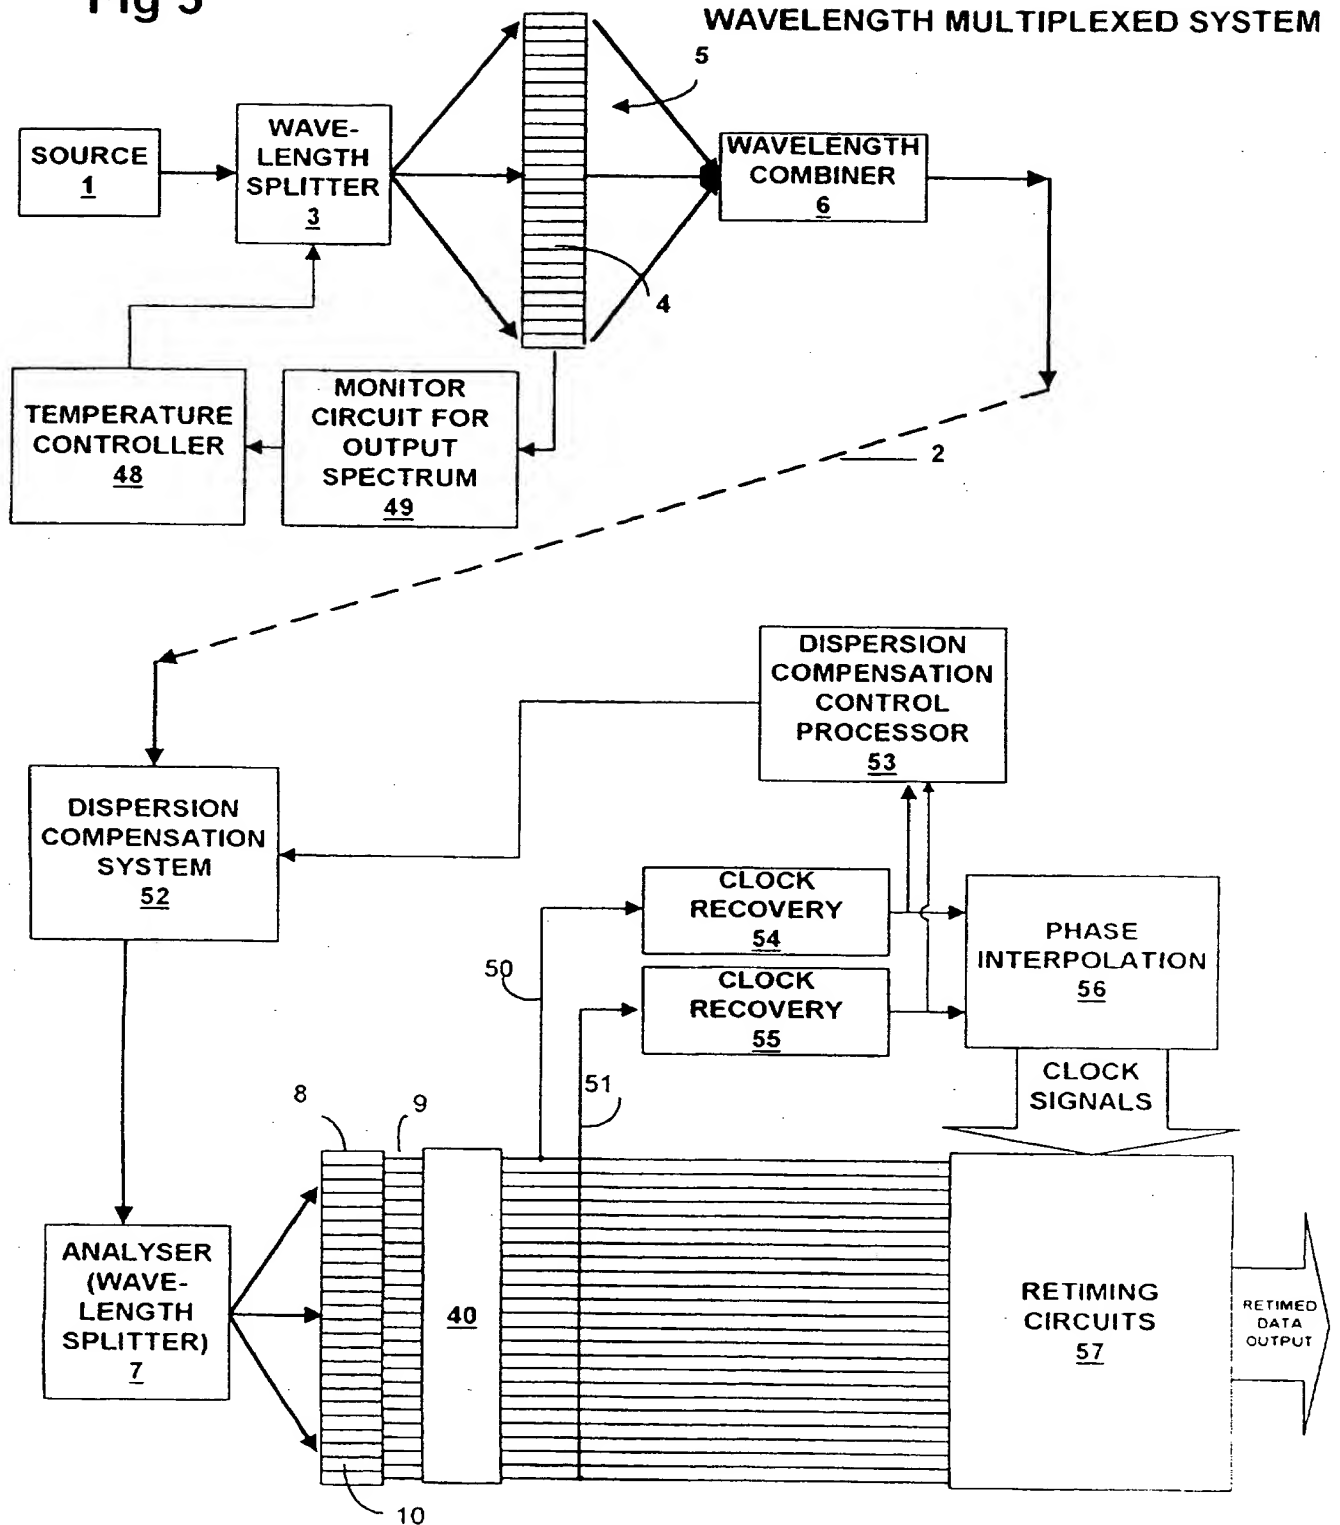 Fig 5
WAVELENGTH MULTIPLEXED SYSTEM
5
SOURCE
1
WAVE-
LENGTH
SPLITTER
3
WAVELENGTH
COMBINER
6
4
TEMPERATURE
CONTROLLER
48
MONITOR
CIRCUIT FOR
OUTPUT
SPECTRUM
49
2
DISPERSION
COMPENSATION
CONTROL
PROCESSOR
53
DISPERSION
COMPENSATION
SYSTEM
52
CLOCK
RECOVERY
54
50
CLOCK
RECOVERY
55
PHASE
INTERPOLATION
56
51
CLOCK
SIGNALS
8
9
ANALYSER
(WAVE-
LENGTH
SPLITTER)
7
40
RETIMING
CIRCUITS
57
RETIMED
DATA
OUTPUT
10